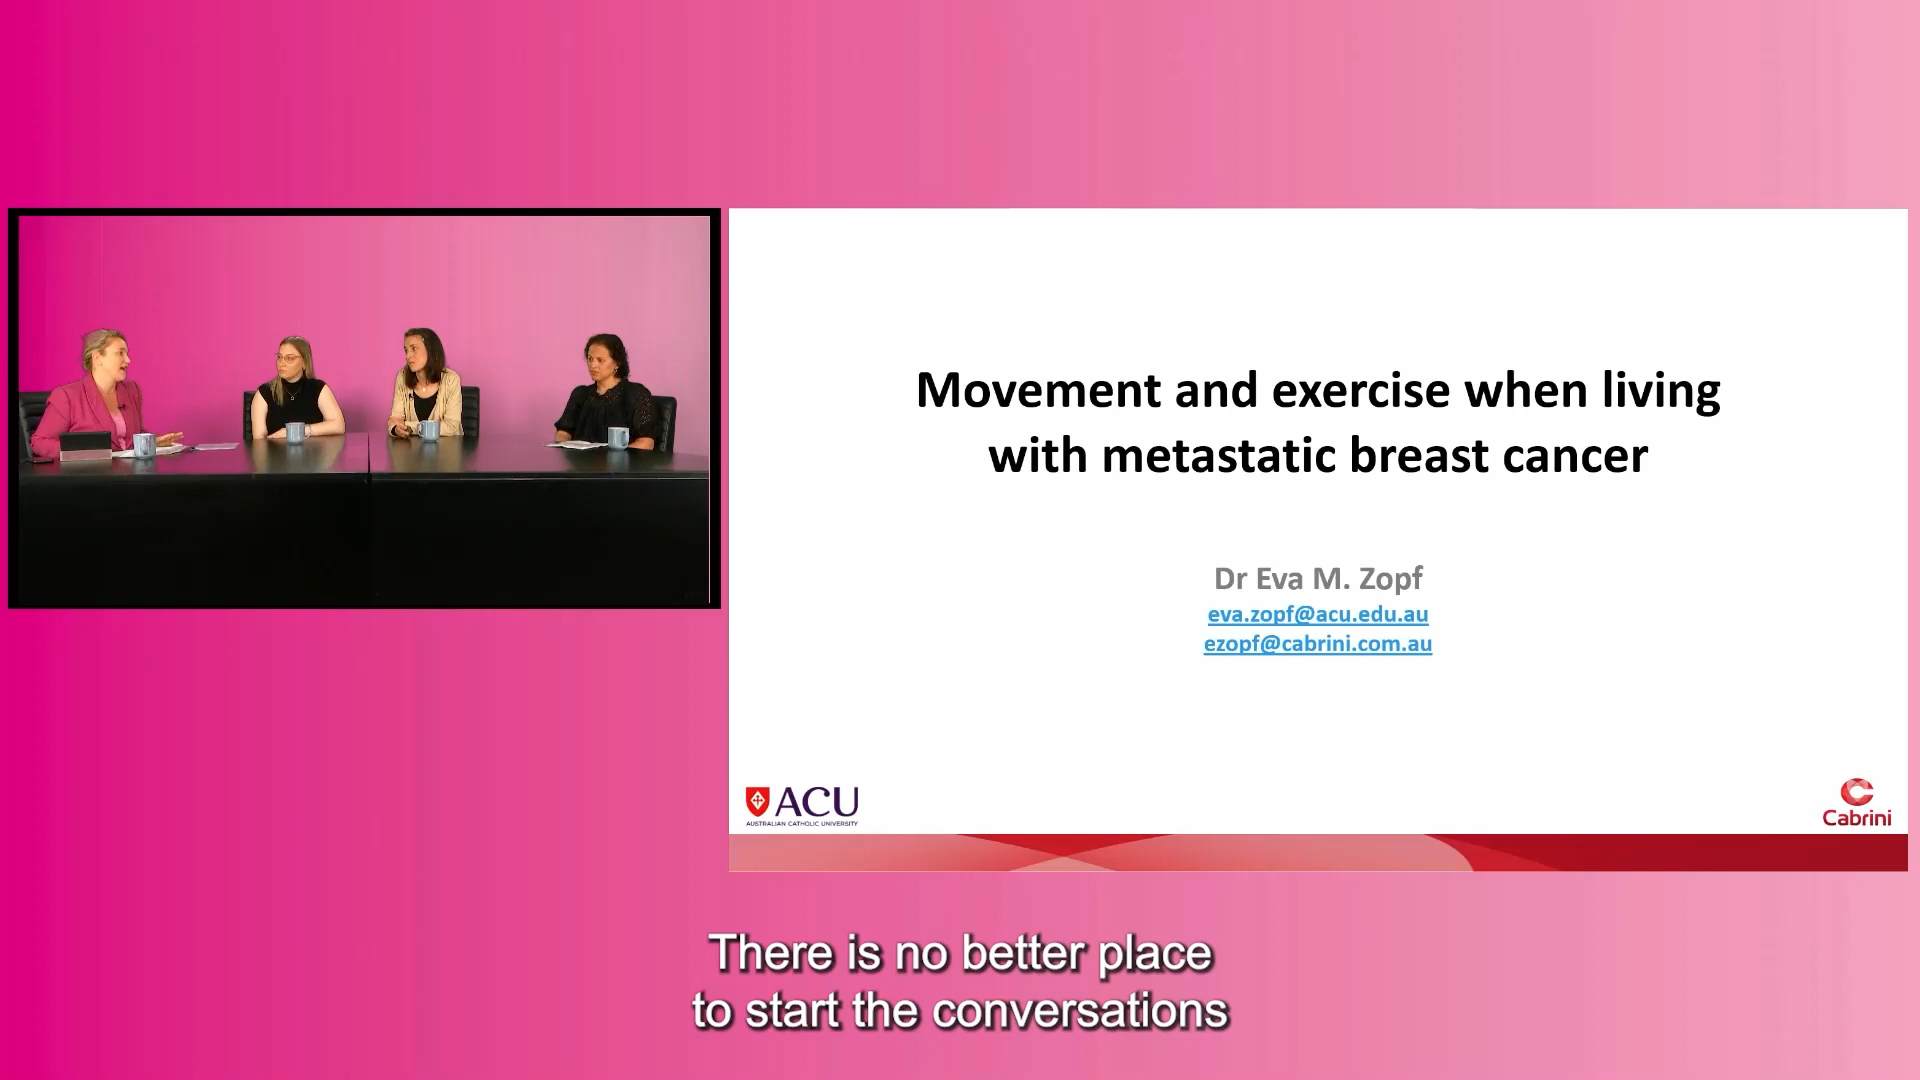 Movement and exercise when living
with metastatic breast cancer
Dr Eva M. Zopf
eva.zopf@acu.edu.au
ezopf@cabrini.com.au
ACU
AUSTRALIAN CATHOLIC UNIVERSITY
Cabrini
There is no better place
to start the conversations